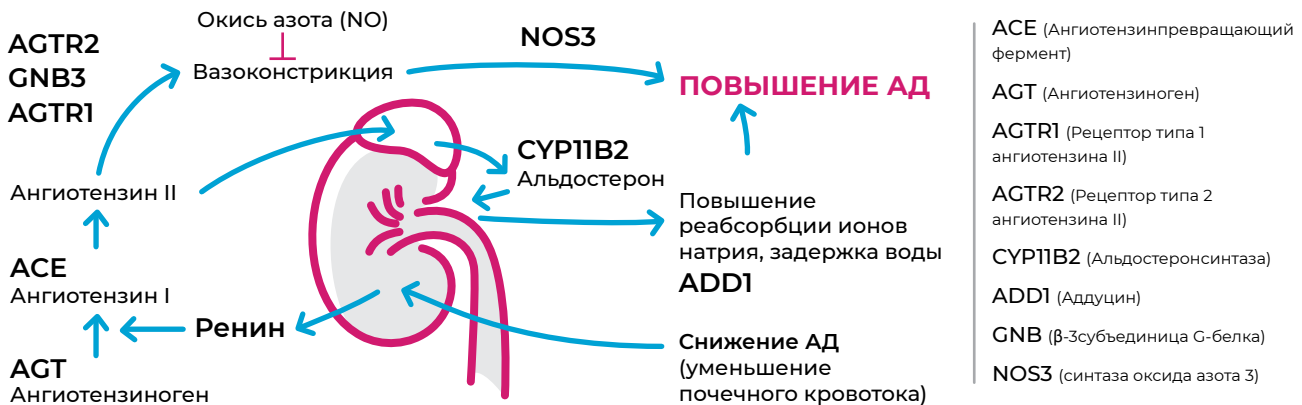 AGTR2
GNB3
AGTR1
Окись азота (NO)
Вазоконстрикция
NOS3
ПОВЫШЕНИЕ АД
Ангиотензин II
CYP11B2
Альдостерон
Повышение
реабсорбции ионов
натрия, задержка воды
ADD1
ACE
Ангиотензин I
Ренин
AGT
Ангиотензиноген
Снижение АД
(уменьшение
почечного кровотока)
ACE (Ангиотензинпревращающий
фермент)
AGT (Ангиотензиноген)
AGTR1 (Рецептор типа 1
ангиотензина II)
AGTR2 (Рецептор типа 2
ангиотензина II)
CYP11B2 (Альдостеронсинтаза)
ADD1 (Аддуцин)
GNB (β-3субъединица G-белка)
NOS3 (синтаза оксида азота 3)